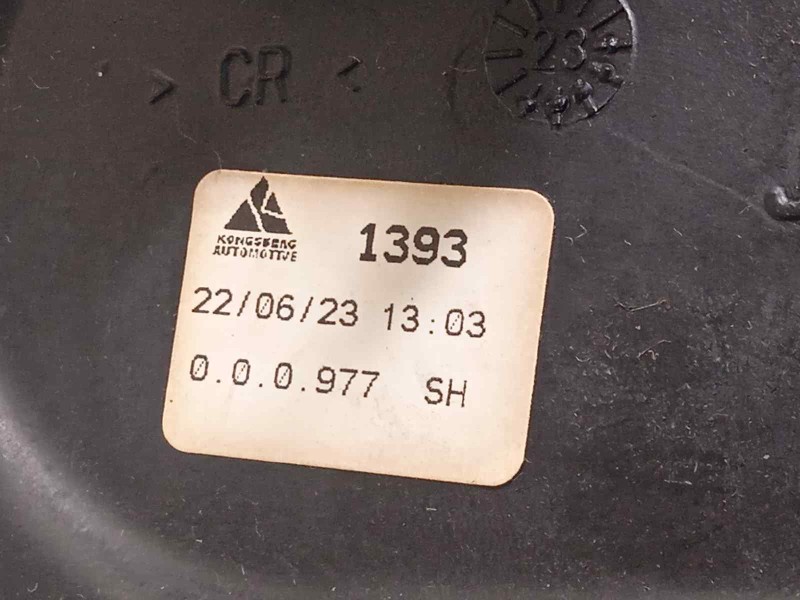 > CR <
23
KONGSBERG
AUTOMOTIVE
1393
22/06/23 13:03
0.0.0.977 SH